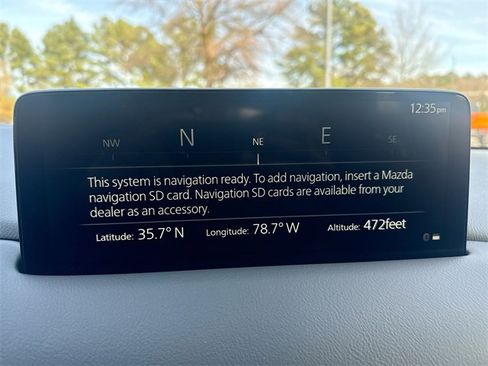 12:35pm
NW N NE E SE
This system is navigation ready. To add navigation, insert a Mazda
navigation SD card. Navigation SD cards are available from your
dealer as an accessory.
Latitude: 35.7° N Longitude: 78.7° W Altitude: 472feet